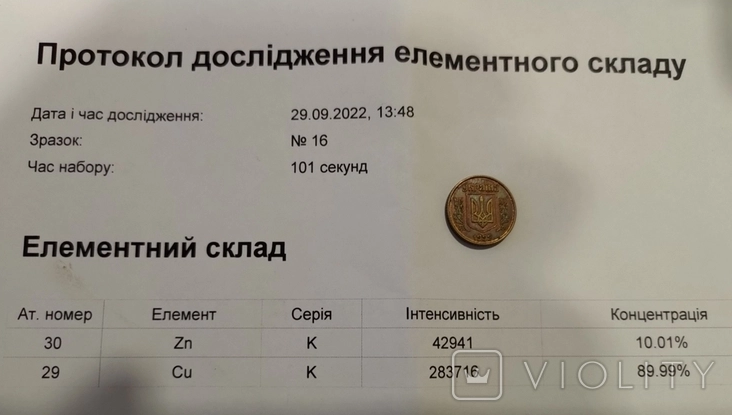 Протокол дослідження елементного складу
Дата і час дослідження: 29.09.2022, 13:48
Зразок: № 16
Час набору: 101 секунд
Елементний склад
Ат. номер Елемент Серія Інтенсивність Концентрація
30 Zn K 42941 10.01%
29 Cu K 283716 89.99%
VIOLITY